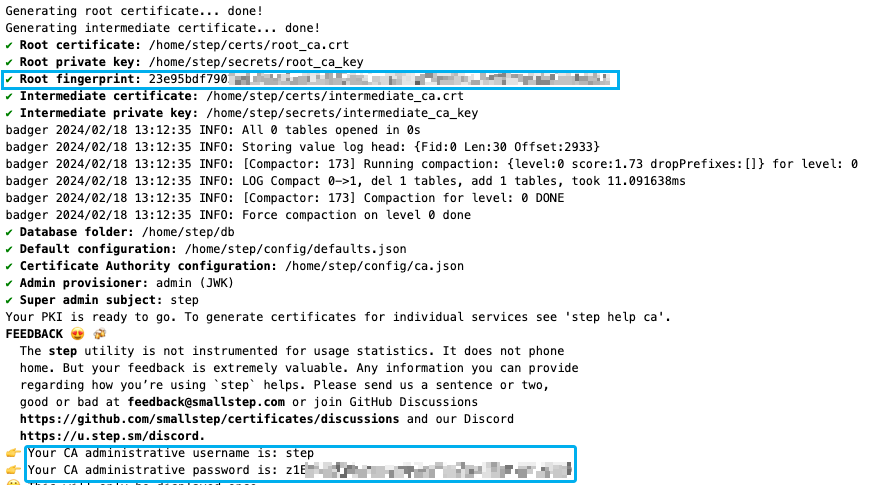 Generating root certificate... done!
Generating intermediate certificate... done!
✔ Root certificate: /home/step/certs/root_ca.crt
✔ Root private key: /home/step/secrets/root_ca_key
✔ Root fingerprint: 23e95bdf790
✔ Intermediate certificate: /home/step/certs/intermediate_ca.crt
✔ Intermediate private key: /home/step/secrets/intermediate_ca_key
badger 2024/02/18 13:12:35 INFO: All 0 tables opened in 0s
badger 2024/02/18 13:12:35 INFO: Storing value log head: {Fid:0 Len:30 Offset:2933}
badger 2024/02/18 13:12:35 INFO: [Compactor: 173] Running compaction: {level:0 score:1.73 dropPrefixes:[]} for level: 0
badger 2024/02/18 13:12:35 INFO: LOG Compact 0->1, del 1 tables, add 1 tables, took 11.091638ms
badger 2024/02/18 13:12:35 INFO: [Compactor: 173] Compaction for level: 0 DONE
badger 2024/02/18 13:12:35 INFO: Force compaction on level 0 done
✔ Database folder: /home/step/db
✔ Default configuration: /home/step/config/defaults.json
✔ Certificate Authority configuration: /home/step/config/ca.json
✔ Admin provisioner: admin (JWK)
✔ Super admin subject: step
Your PKI is ready to go. To generate certificates for individual services see 'step help ca'.
FEEDBACK 😍 🍻
The step utility is not instrumented for usage statistics. It does not phone
home. But your feedback is extremely valuable. Any information you can provide
regarding how you’re using `step` helps. Please send us a sentence or two,
good or bad at feedback@smallstep.com or join GitHub Discussions
https://github.com/smallstep/certificates/discussions and our Discord
https://u.step.sm/discord.
👉 Your CA administrative username is: step
👉 Your CA administrative password is: z1E